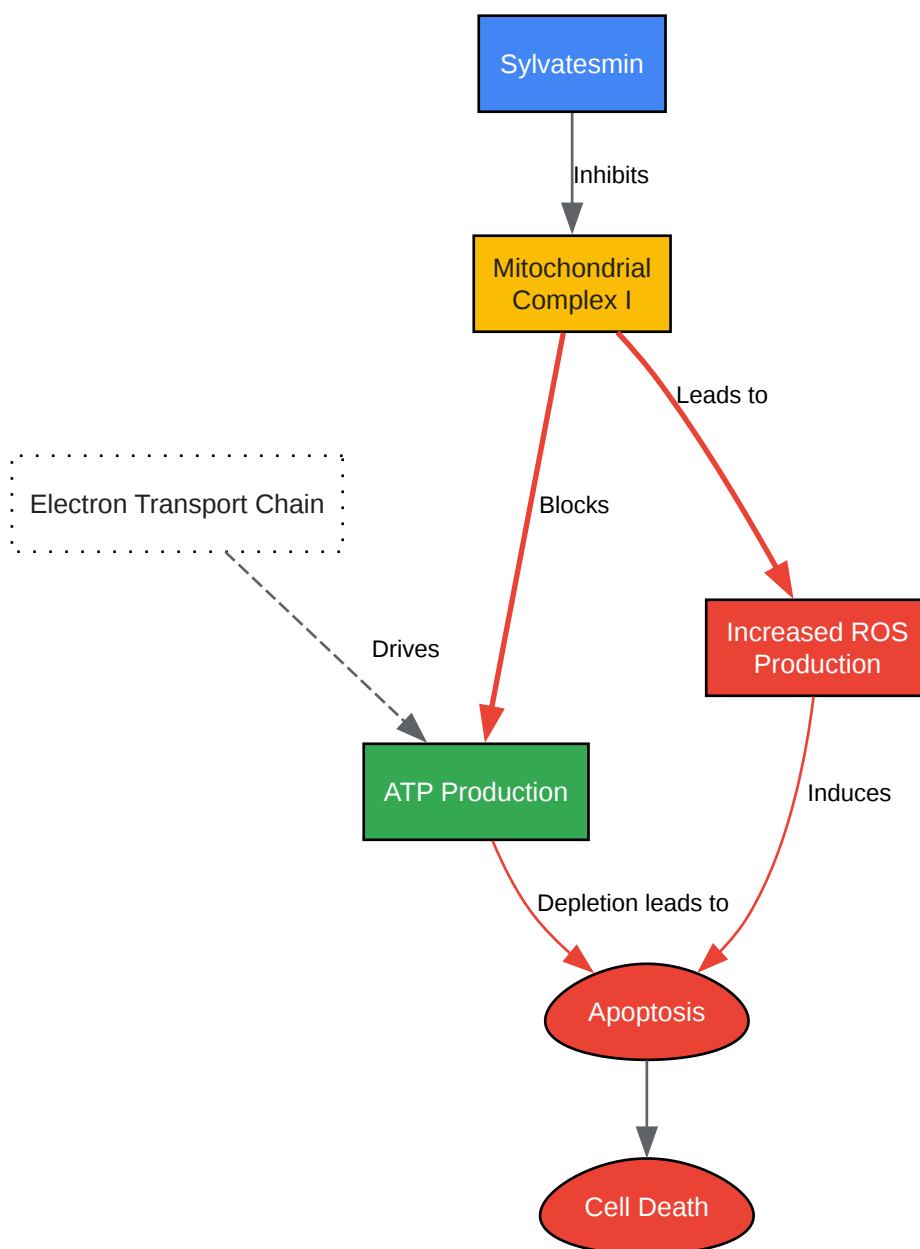 Sylvatesmin
Inhibits
Mitochondrial
Complex I
Leads to
Electron Transport Chain
Blocks
Increased ROS
Production
Drives
ATP Production
Induces
Depletion leads to
Apoptosis
Cell Death